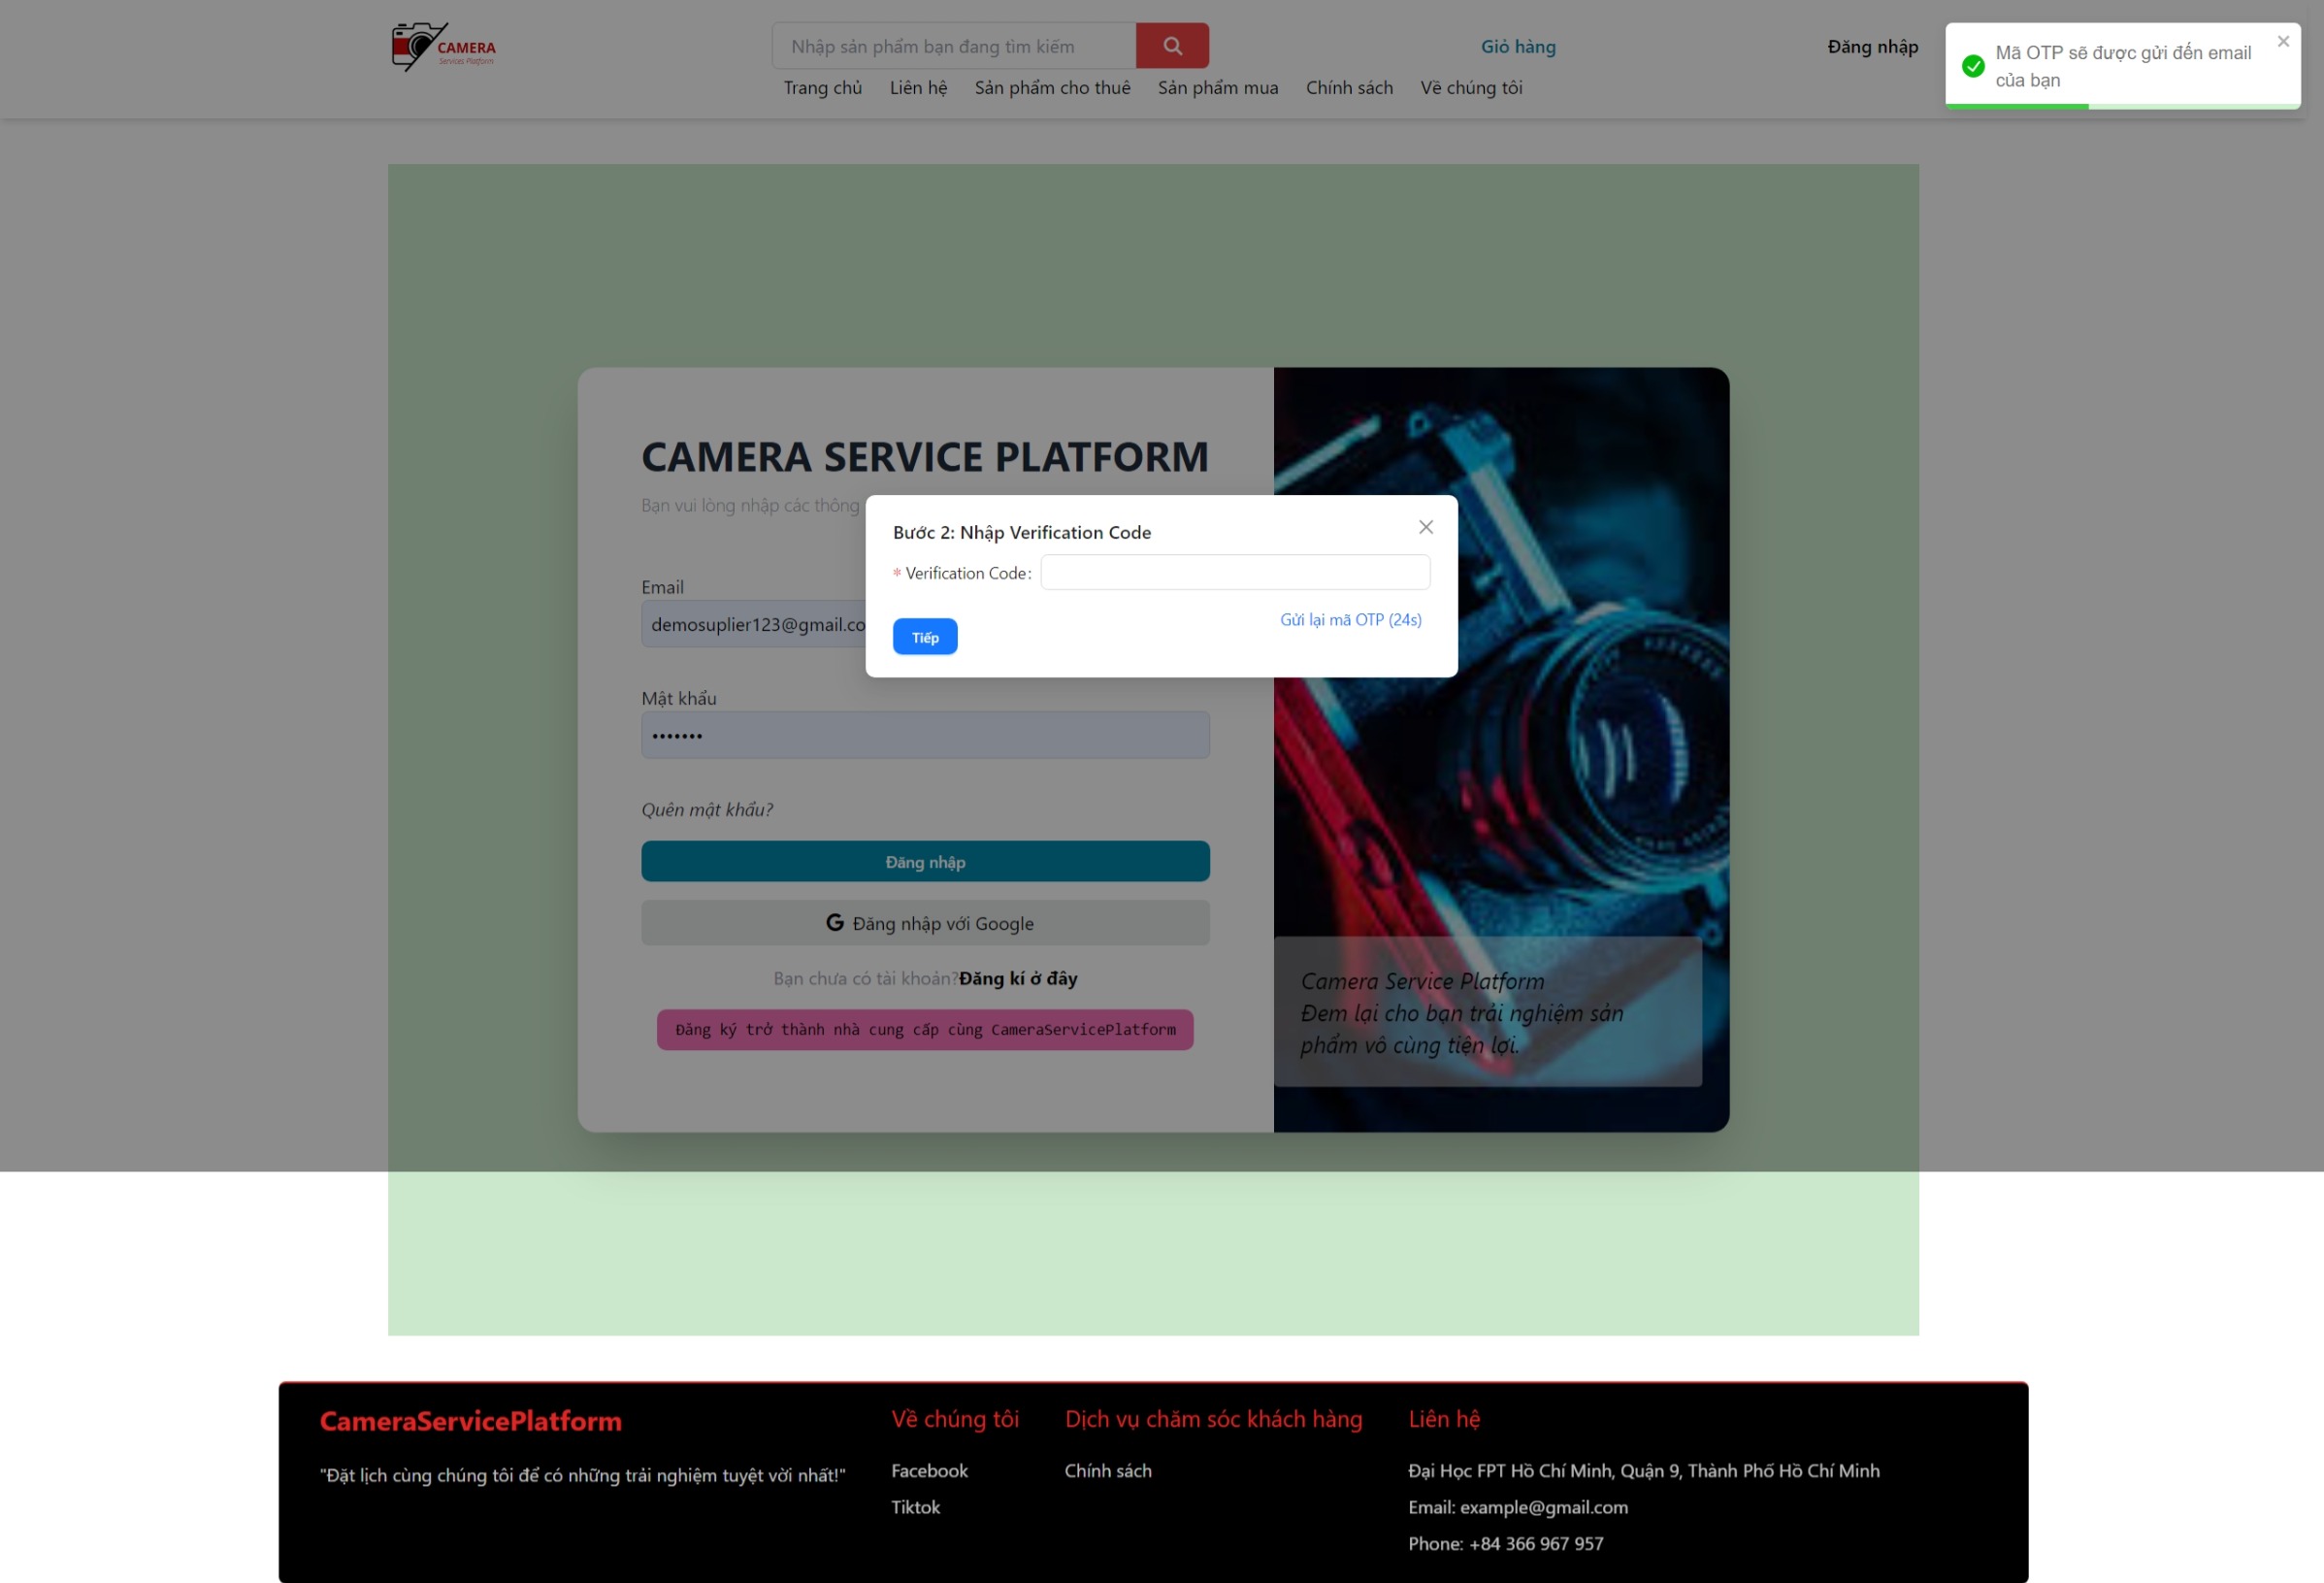 CAMERA
Services Platform
Nhập sản phẩm bạn đang tìm kiếm
Giỏ hàng
Đăng nhập
Trang chủ Liên hệ Sản phẩm cho thuê Sản phẩm mua Chính sách Về chúng tôi
Mã OTP sẽ được gửi đến email
của bạn
CAMERA SERVICE PLATFORM
Bạn vui lòng nhập các thông
Bước 2: Nhập Verification Code
* Verification Code:
Gửi lại mã OTP (24s)
Tiếp
Email
demosuplier123@gmail.co
Mật khẩu
•••••••
Quên mật khẩu?
Đăng nhập
G Đăng nhập với Google
Bạn chưa có tài khoản?Đăng kí ở đây
Đăng ký trở thành nhà cung cấp cùng CameraServicePlatform
Camera Service Platform
Đem lại cho bạn trải nghiệm sản
phẩm vô cùng tiện lợi.
CameraServicePlatform
"Đặt lịch cùng chúng tôi để có những trải nghiệm tuyệt vời nhất!"
Về chúng tôi
Facebook
Tiktok
Dịch vụ chăm sóc khách hàng
Chính sách
Liên hệ
Đại Học FPT Hồ Chí Minh, Quận 9, Thành Phố Hồ Chí Minh
Email: example@gmail.com
Phone: +84 366 967 957